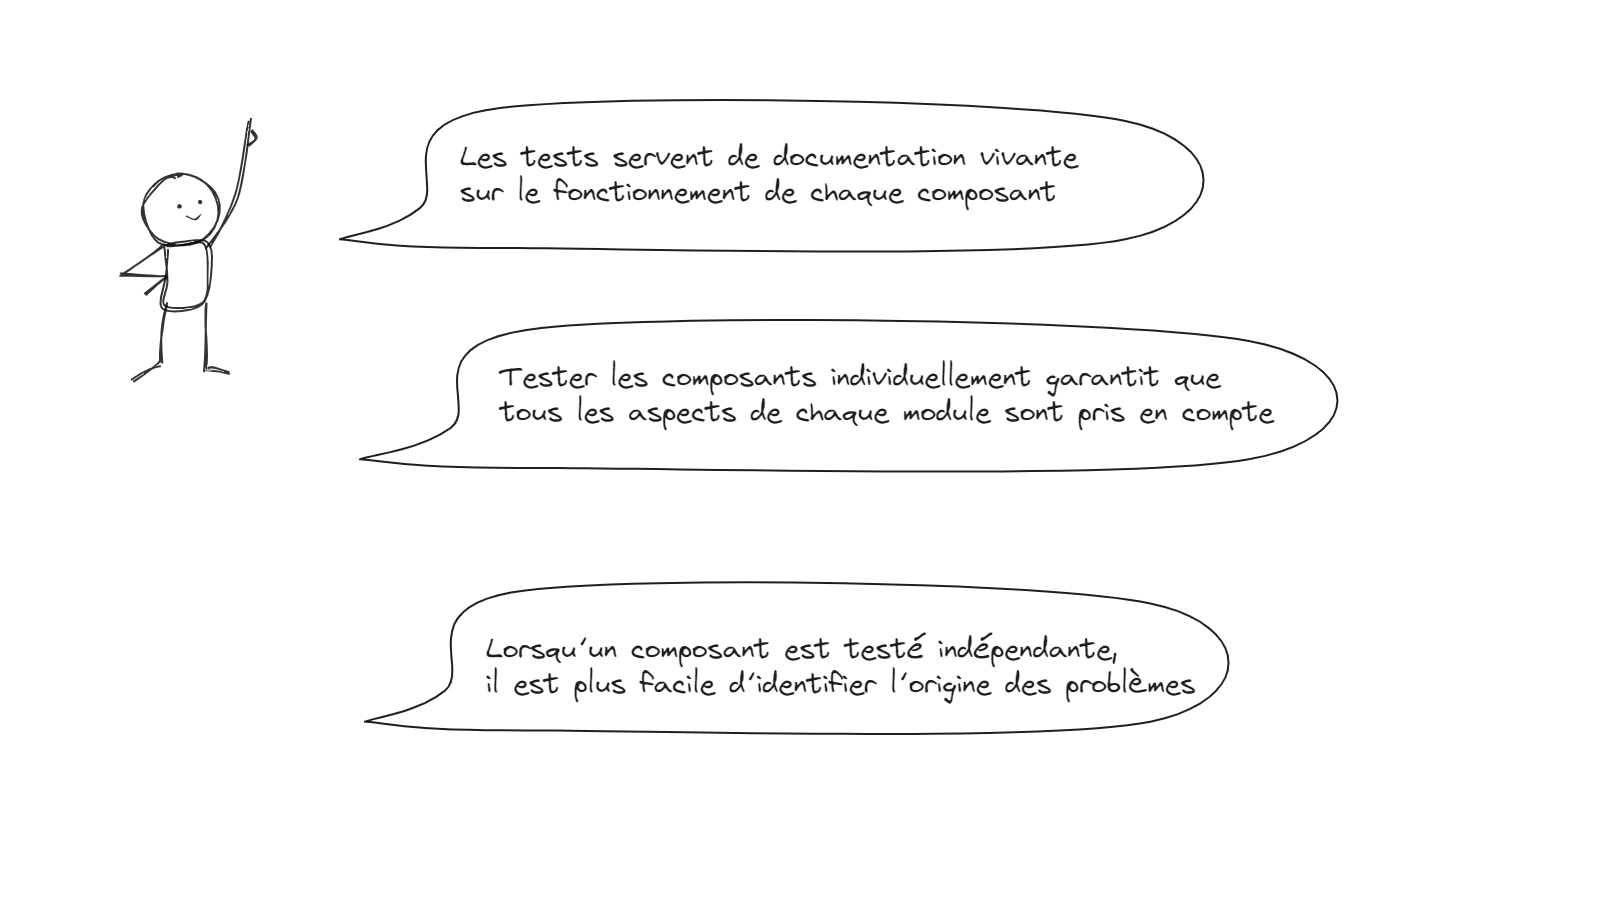 Les tests servent de documentation vivante
sur le fonctionnement de chaque composant
Tester les composants individuellement garantit que
tous les aspects de chaque module sont pris en compte
Lorsqu'un composant est testé indépendante,
il est plus facile d'identifier l'origine des problèmes